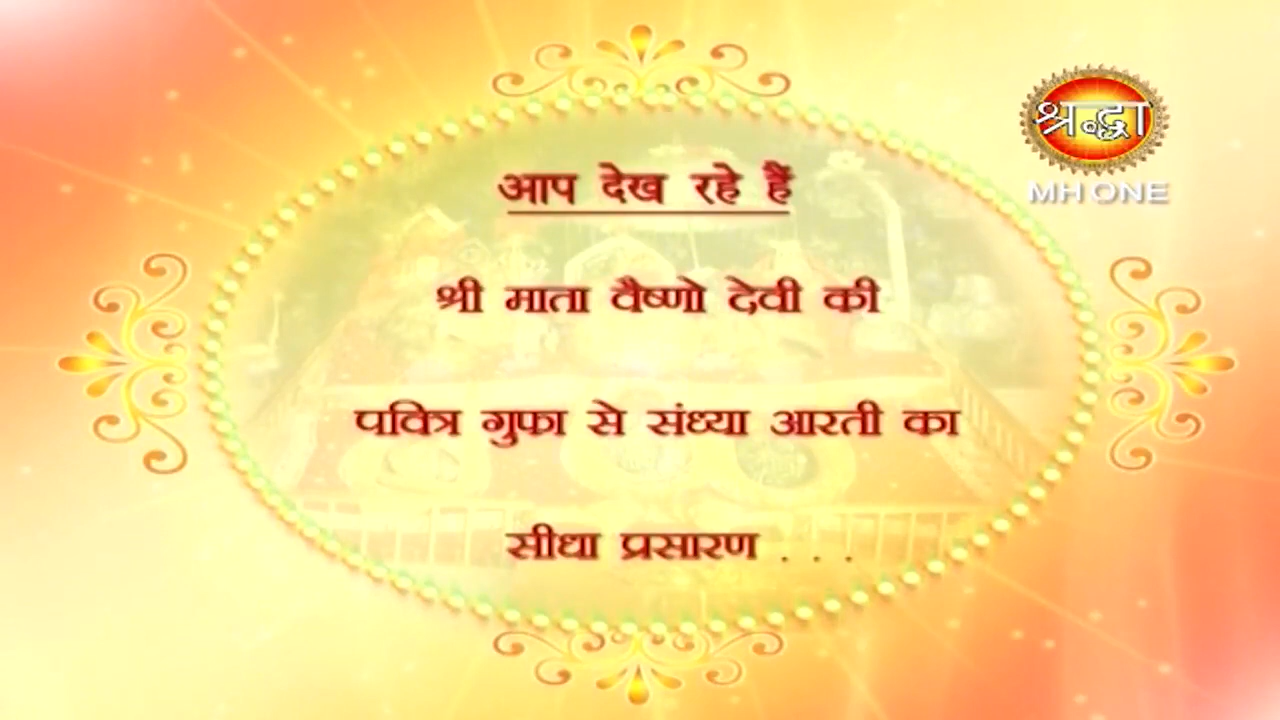 श्रद्धा
MH ONE
आप देख रहे हैं
श्री माता वैष्णो देवी की
पवित्र गुफा से संध्या आरती का
सीधा प्रसारण . . .